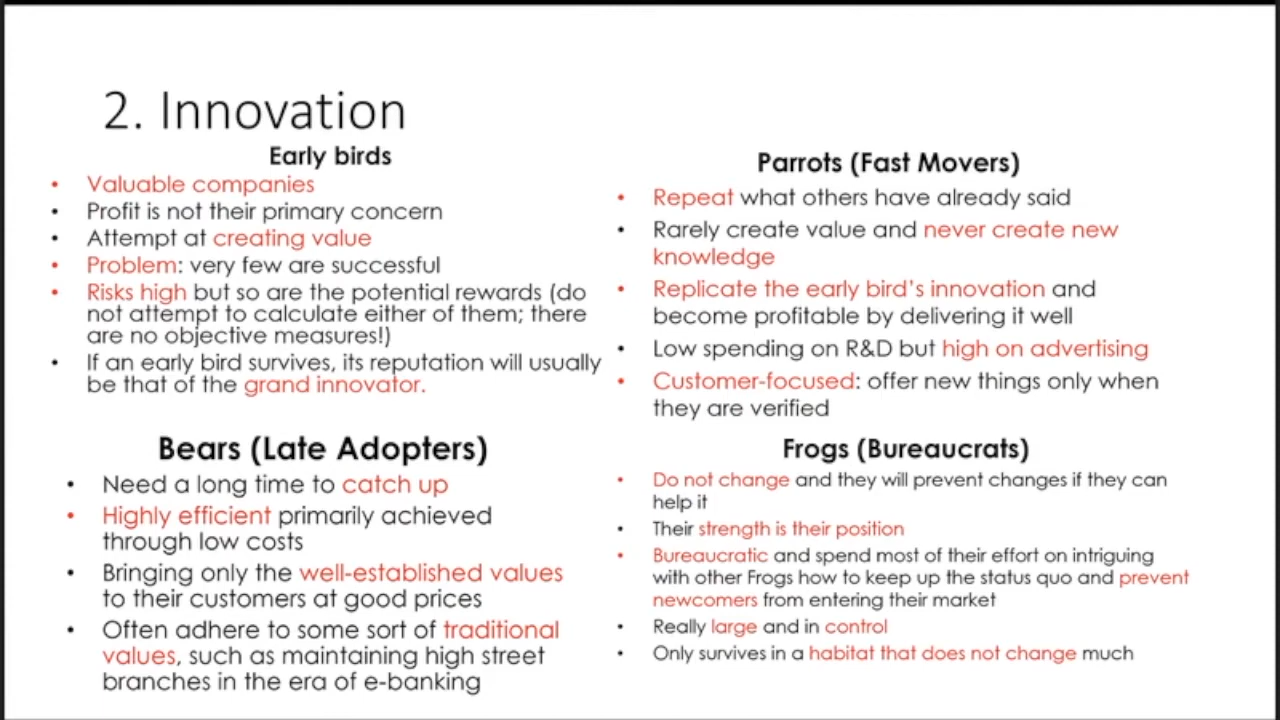 2. Innovation
Early birds
• Valuable companies
• Profit is not their primary concern
• Attempt at creating value
• Problem: very few are successful
• Risks high but so are the potential rewards (do
not attempt to calculate either of them; there
are no objective measures!)
• If an early bird survives, its reputation will usually
be that of the grand innovator.
Parrots (Fast Movers)
• Repeat what others have already said
• Rarely create value and never create new
knowledge
• Replicate the early bird's innovation and
become profitable by delivering it well
• Low spending on R&D but high on advertising
• Customer-focused: offer new things only when
they are verified
Bears (Late Adopters)
• Need a long time to catch up
• Highly efficient primarily achieved
through low costs
• Bringing only the well-established values
to their customers at good prices
• Often adhere to some sort of traditional
values, such as maintaining high street
branches in the era of e-banking
Frogs (Bureaucrats)
• Do not change and they will prevent changes if they can
help it
• Their strength is their position
• Bureaucratic and spend most of their effort on intriguing
with other Frogs how to keep up the status quo and prevent
newcomers from entering their market
• Really large and in control
• Only survives in a habitat that does not change much